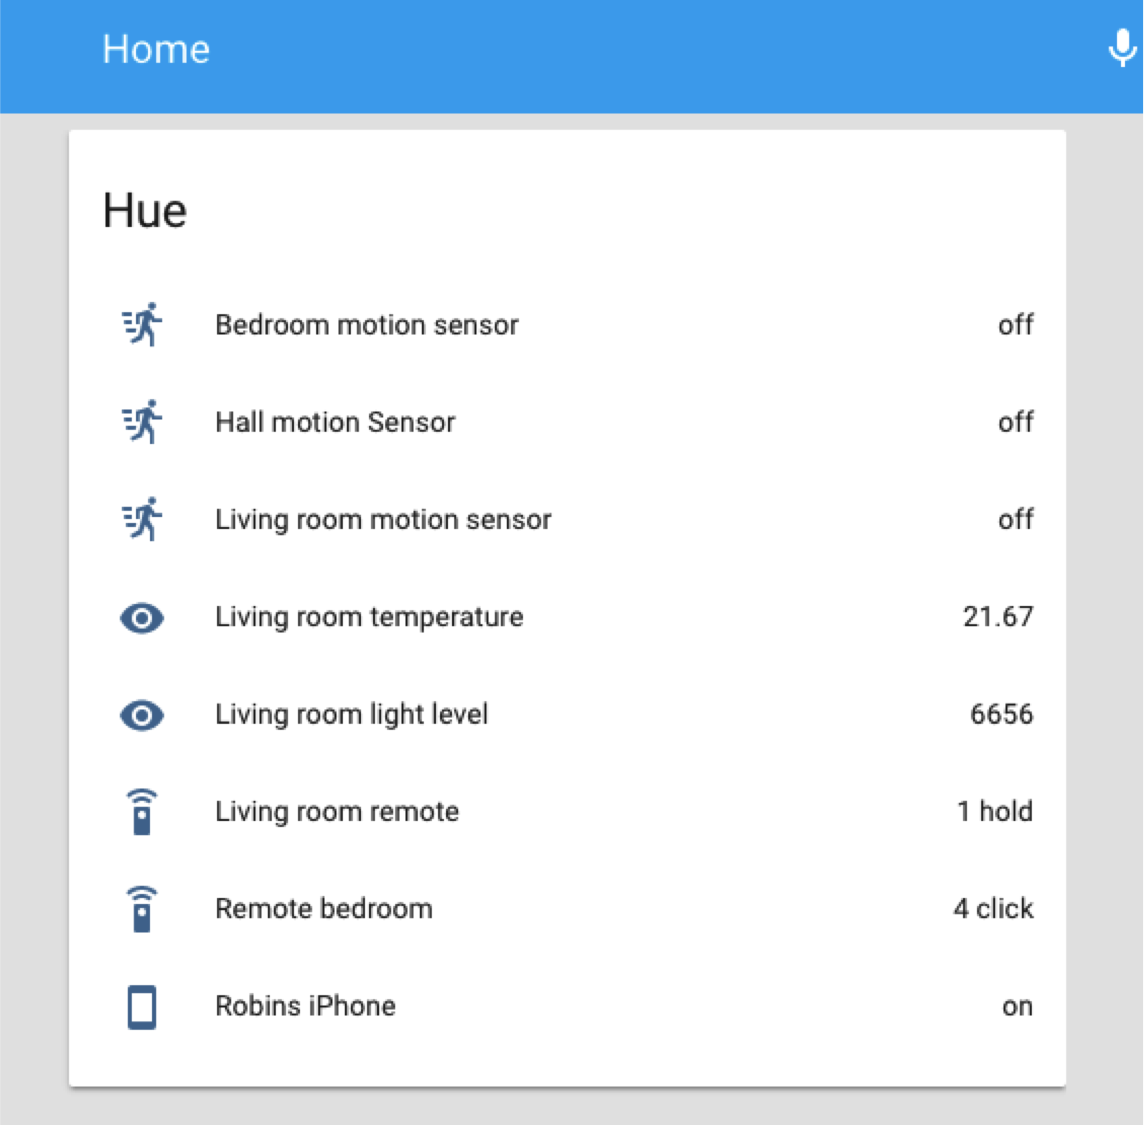 Home
Hue
Bedroom motion sensor off
Hall motion Sensor off
Living room motion sensor off
Living room temperature 21.67
Living room light level 6656
Living room remote 1 hold
Remote bedroom 4 click
Robins iPhone on